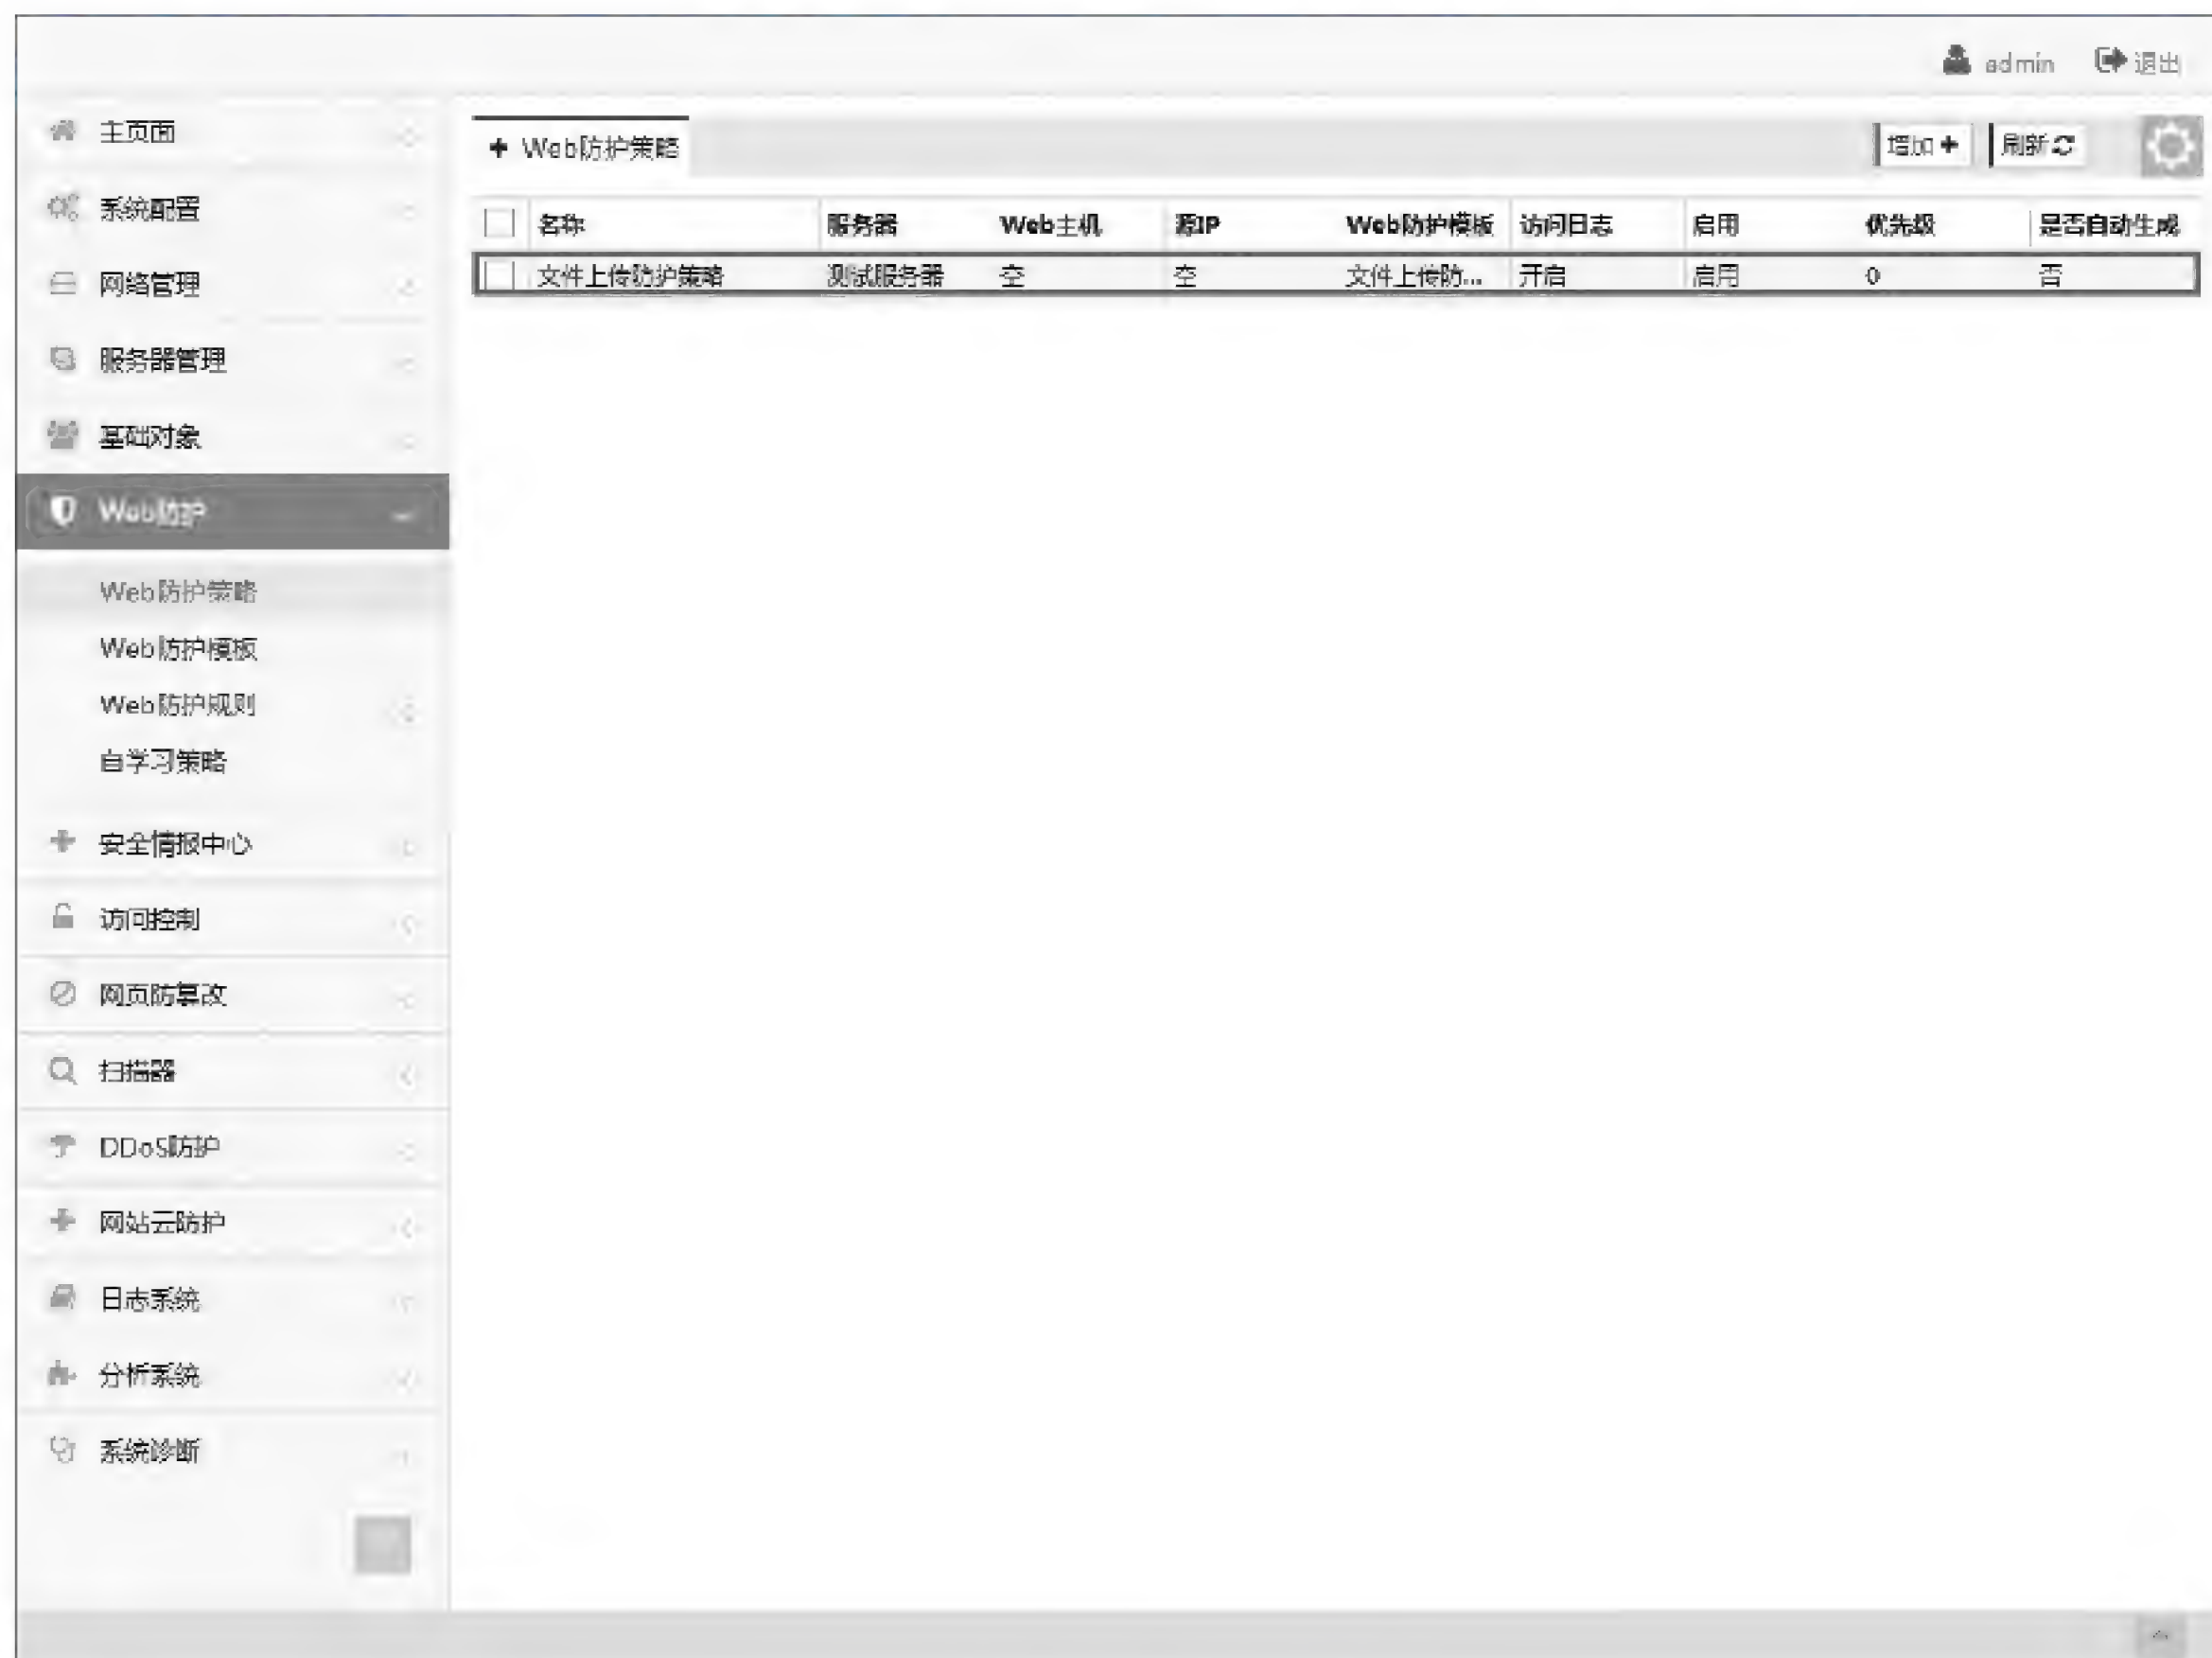 admin 退出
主页面
系统配置
网络管理
服务器管理
基础对象
Web防护
Web防护策略
Web防护模板
Web防护规则
自学习策略
安全情报中心
访问控制
网页防篡改
扫描器
DDoS防护
网站云防护
日志系统
分析系统
系统诊断
Web防护策略 增加 刷新
名称 服务器 Web主机 源IP Web防护模板 访问日志 启用 优先级 是否自动生成
文件上传防护策略 测试服务器 空 空 文件上传防... 开启 启用 0 否